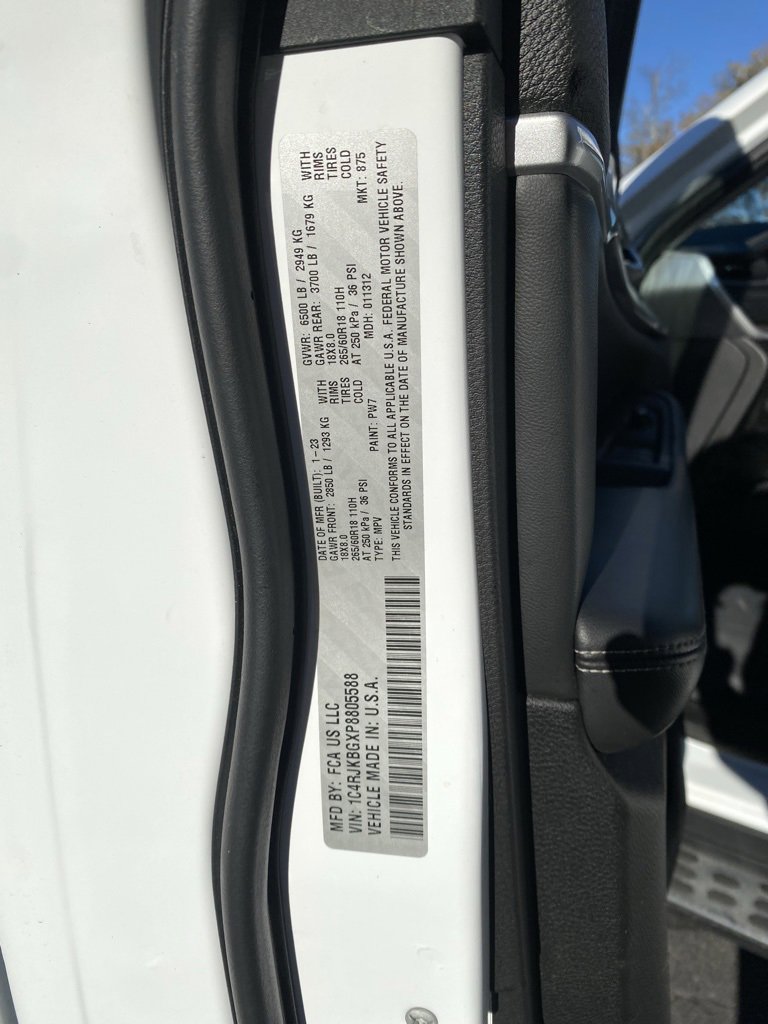 MFD BY: FCA US LLC
VIN: 1C4RJKBGXP8805588
VEHICLE MADE IN: U.S.A.
DATE OF MFR (BUILT): 1-23
GAWR FRONT: 2850 LB / 1293 KG WITH
18X8.0 RIMS
265/60R18 110H TIRES
AT 250 kPa / 36 PSI COLD
TYPE: MPV PAINT: PW7
GVWR: 6500 LB / 2949 KG
GAWR REAR: 3700 LB / 1679 KG WITH
18X8.0 RIMS
265/60R18 110H TIRES
AT 250 kPa / 36 PSI COLD
MDH: 011312 MKT: 875
THIS VEHICLE CONFORMS TO ALL APPLICABLE U.S.A. FEDERAL MOTOR VEHICLE SAFETY
STANDARDS IN EFFECT ON THE DATE OF MANUFACTURE SHOWN ABOVE.